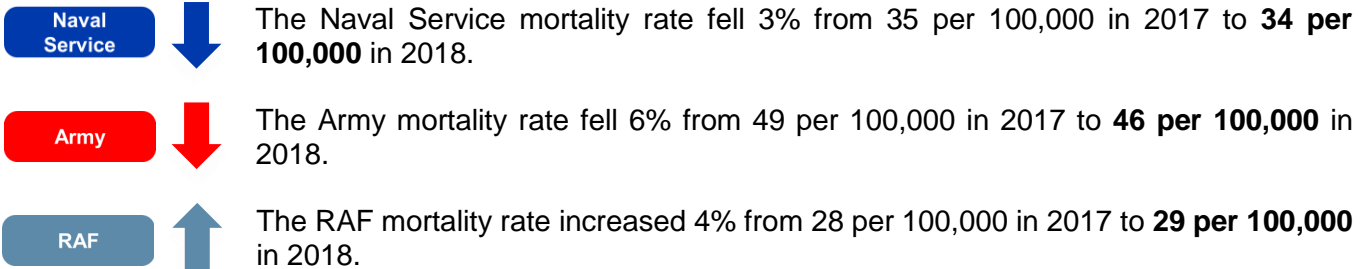 Naval
Service
The Naval Service mortality rate fell 3% from 35 per 100,000 in 2017 to 34 per
100,000 in 2018.
Army
The Army mortality rate fell 6% from 49 per 100,000 in 2017 to 46 per 100,000 in
2018.
RAF
The RAF mortality rate increased 4% from 28 per 100,000 in 2017 to 29 per 100,000
in 2018.